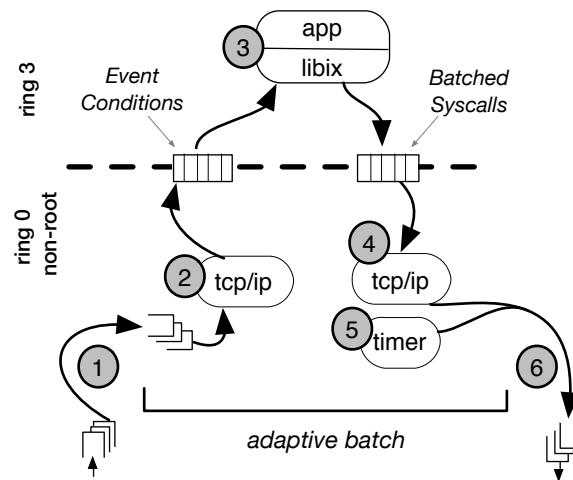 app
3
libix
Event
Conditions
Batched
Syscalls
ring 3
ring 0
non-root
2
tcp/ip
4
tcp/ip
5
timer
1
6
adaptive batch